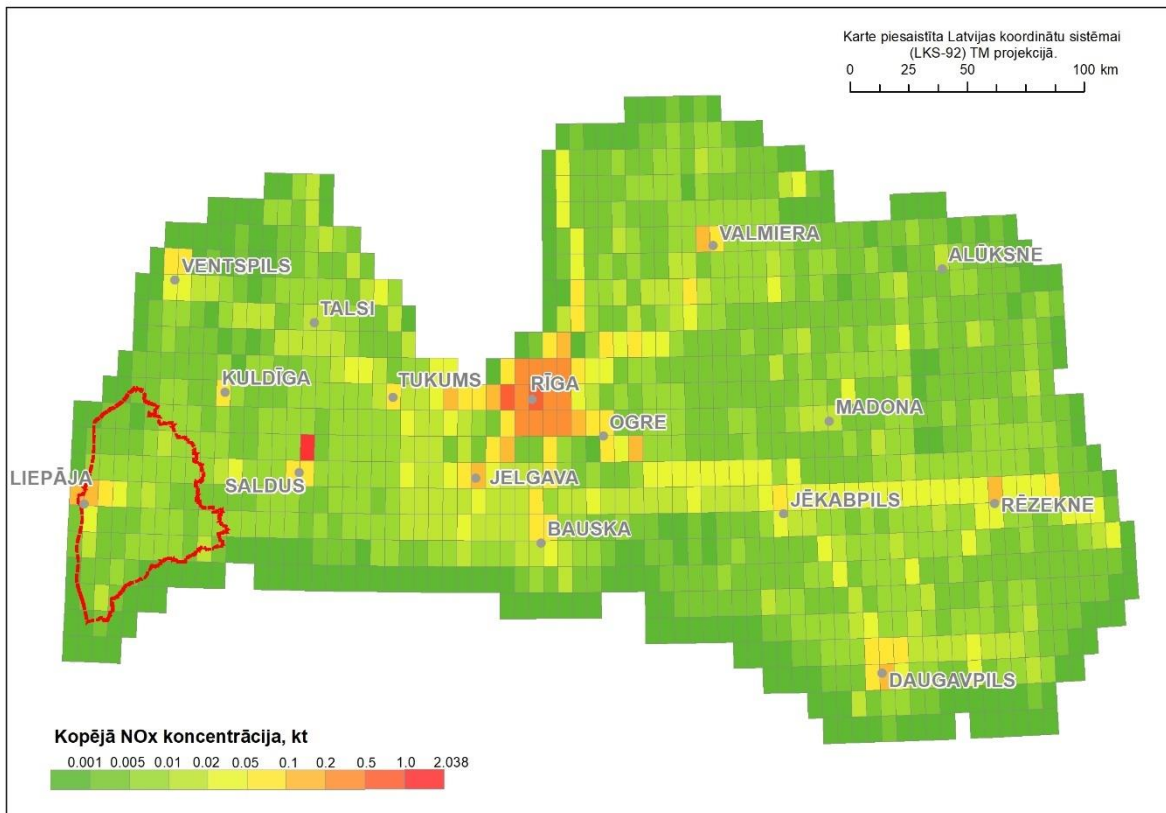 Karte piesaistīta Latvijas koordinātu sistēmai
(LKS-92) TM projekcijā.
0 25 50 100 km
VALMIERA
ALŪKSNE
VENTSPILS
TALSI
KULDĪGA
TUKUMS
RĪGA
OGRE
MADONA
LIEPĀJA
SALDUS
JELGAVA
JĒKABPILS
RĒZEKNE
BAUSKA
DAUGAVPILS
Kopējā NOx koncentrācija, kt
0.001 0.005 0.01 0.02 0.05 0.1 0.2 0.5 1.0 2.038